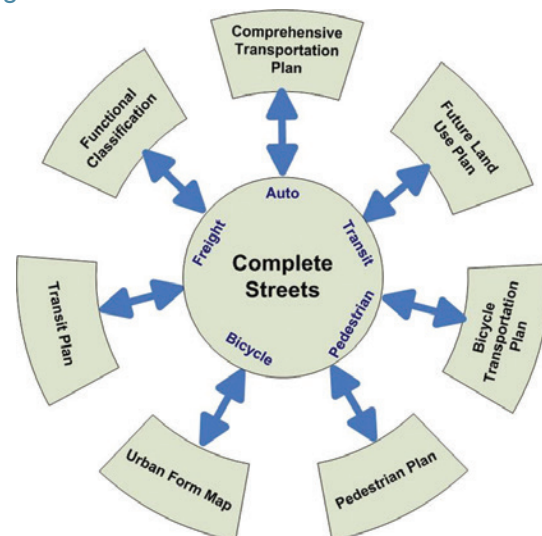 Comprehensive
Transportation
Plan
Future Land
Use Plan
Bicycle
Transportation
Plan
Pedestrian Plan
Urban Form Map
Transit Plan
Functional
Classification
Auto
Transit
Pedestrian
Bicycle
Freight
Complete
Streets